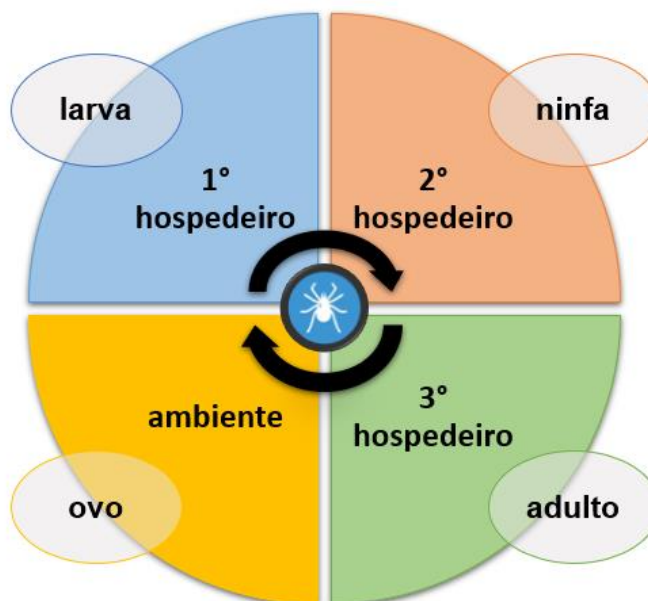 larva
ninfa
1°
hospedeiro
2°
hospedeiro
ambiente
3°
hospedeiro
ovo
adulto